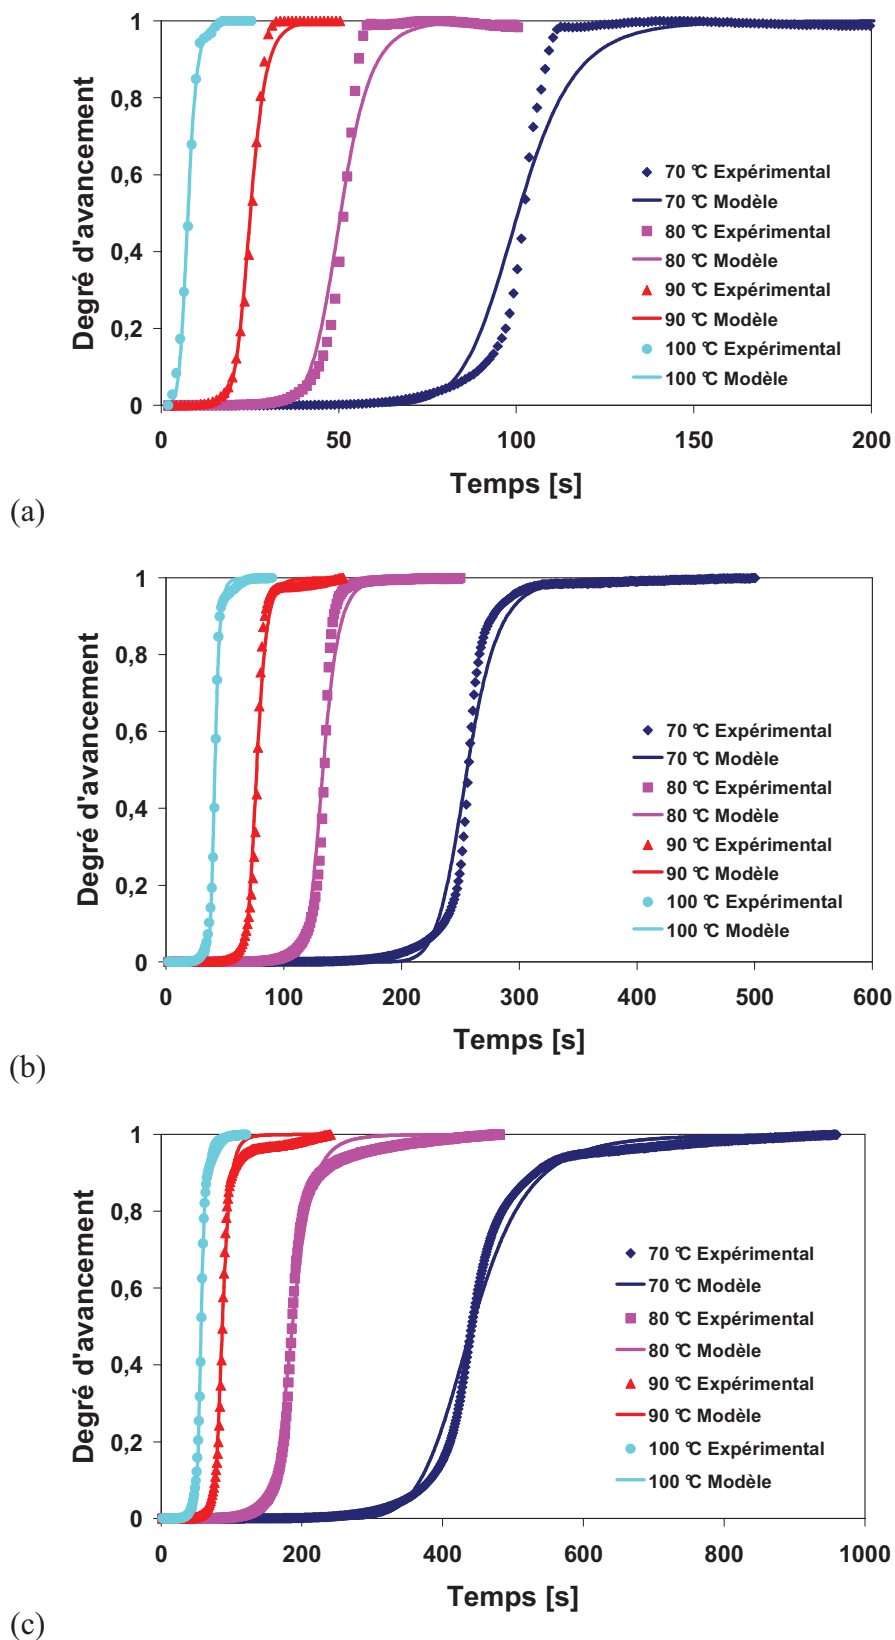 1
0,8
0,6
0,4
0,2
0
Degré d'avancement
0
50
100
150
200
Temps [s]
70 °C Expérimental
70 °C Modèle
80 °C Expérimental
80 °C Modèle
90 °C Expérimental
90 °C Modèle
100 °C Expérimental
100 °C Modèle
(a)
1
0,8
0,6
0,4
0,2
0
Degré d'avancement
0
100
200
300
400
500
600
Temps [s]
70 °C Expérimental
70 °C Modèle
80 °C Expérimental
80 °C Modèle
90 °C Expérimental
90 °C Modèle
100 °C Expérimental
100 °C Modèle
(b)
1
0,8
0,6
0,4
0,2
0
Degré d'avancement
0
200
400
600
800
1000
Temps [s]
70 °C Expérimental
70 °C Modèle
80 °C Expérimental
80 °C Modèle
90 °C Expérimental
90 °C Modèle
100 °C Expérimental
100 °C Modèle
(c)